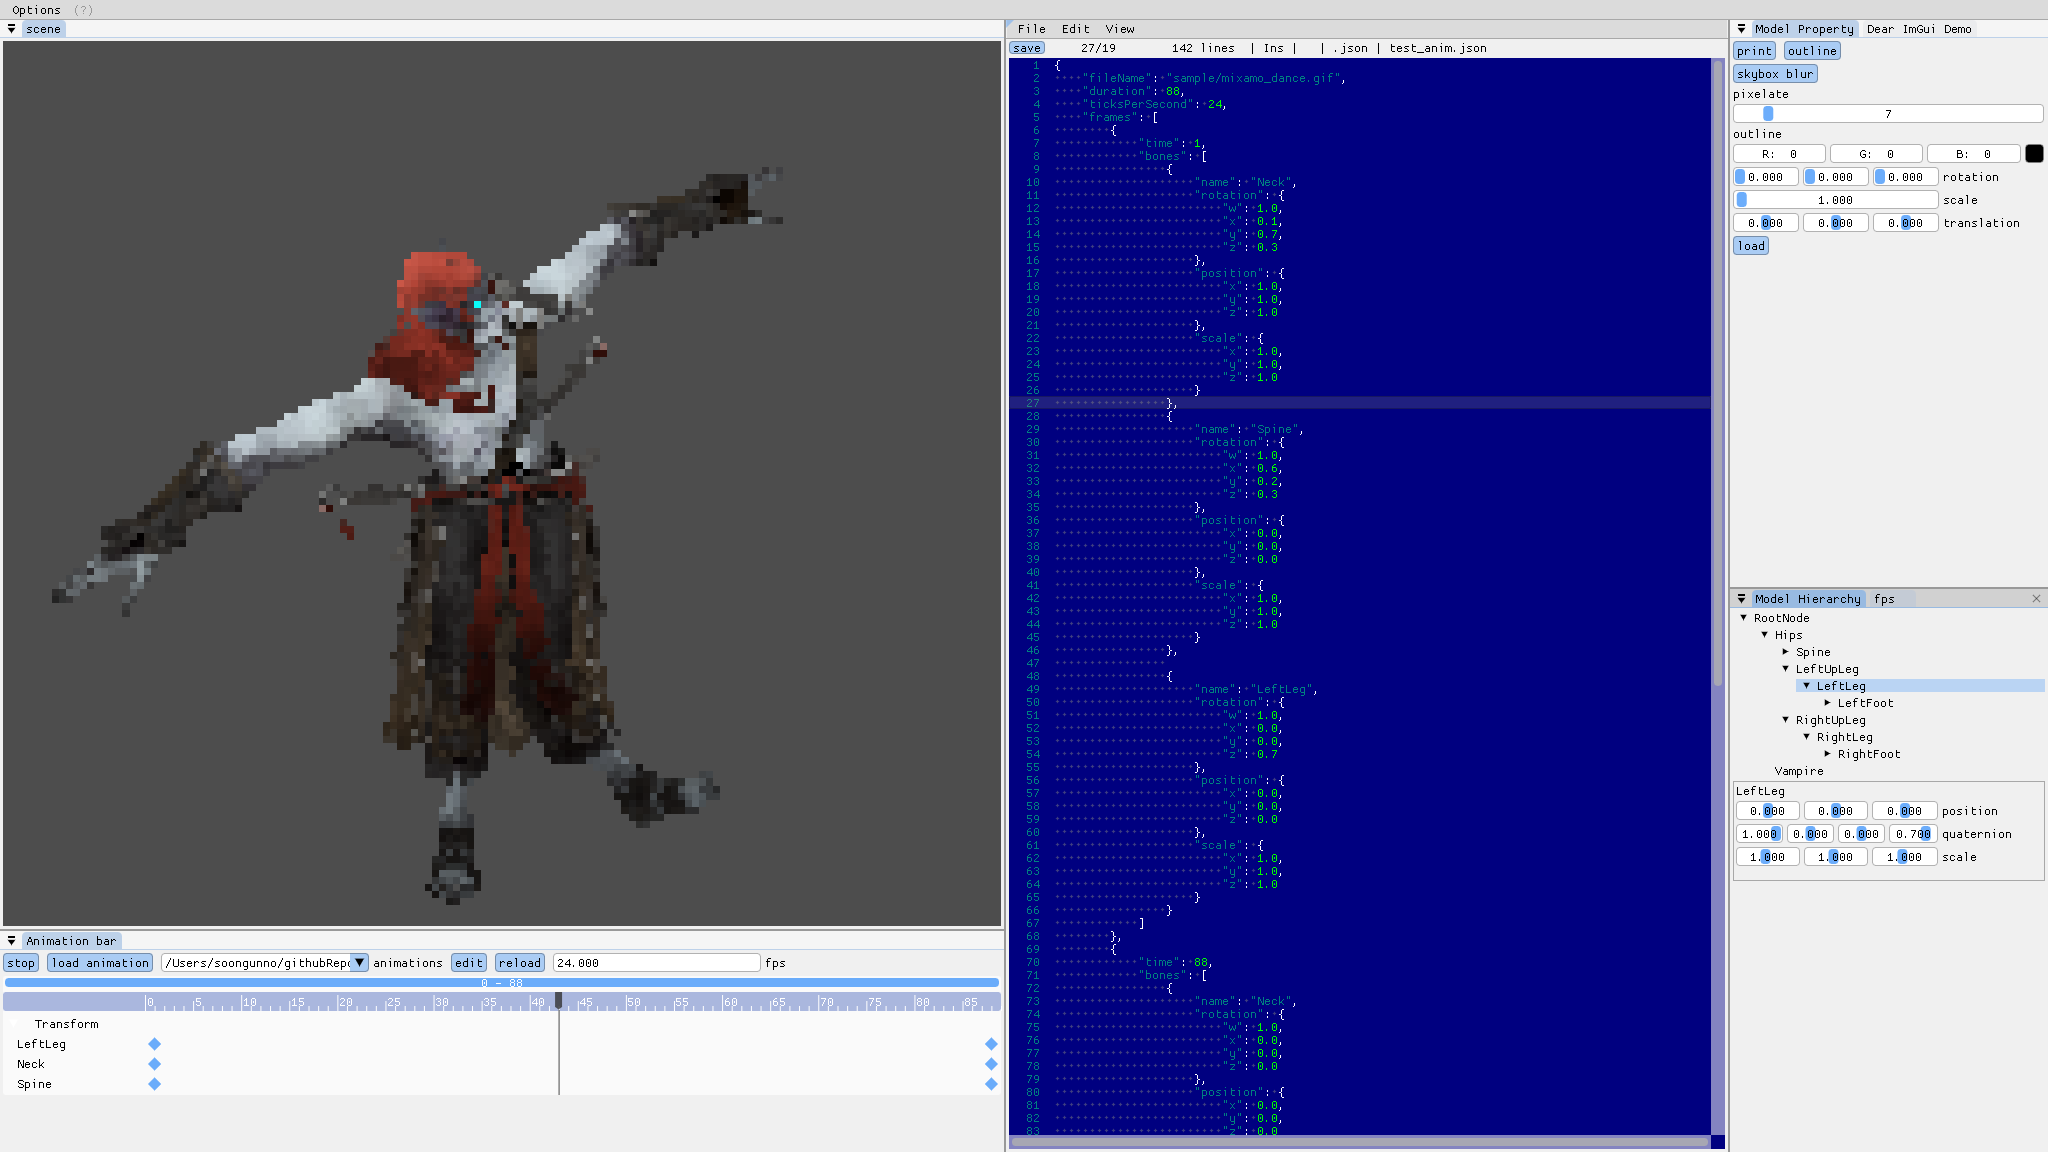 Options (?)
scene
Animation bar
stop load animation /Users/soongunno/githubRepo animations edit reload 24.000 fps
0 - 88
0 5 10 15 20 25 30 35 40 45 50 55 60 65 70 75 80 85
Transform
LeftLeg
Neck
Spine
File Edit View
save 27/19 142 lines | Ins | | .json | test_anim.json
1 {
2 "fileName": "sample/mixamo_dance.gif",
3 "duration": 88,
4 "ticksPerSecond": 24,
5 "frames": [
6 {
7 "time": 1,
8 "bones": [
9 {
10 "name": "Neck",
11 "rotation": {
12 "w": 1.0,
13 "x": 0.1,
14 "y": 0.7,
15 "z": 0.3
16 },
17 "position": {
18 "x": 1.0,
19 "y": 1.0,
20 "z": 1.0
21 },
22 "scale": {
23 "x": 1.0,
24 "y": 1.0,
25 "z": 1.0
26 }
27 },
28 {
29 "name": "Spine",
30 "rotation": {
31 "w": 1.0,
32 "x": 0.6,
33 "y": 0.2,
34 "z": 0.3
35 },
36 "position": {
37 "x": 0.0,
38 "y": 0.0,
39 "z": 0.0
40 },
41 "scale": {
42 "x": 1.0,
43 "y": 1.0,
44 "z": 1.0
45 }
46 },
47
48 {
49 "name": "LeftLeg",
50 "rotation": {
51 "w": 1.0,
52 "x": 0.0,
53 "y": 0.0,
54 "z": 0.7
55 },
56 "position": {
57 "x": 0.0,
58 "y": 0.0,
59 "z": 0.0
60 },
61 "scale": {
62 "x": 1.0,
63 "y": 1.0,
64 "z": 1.0
65 }
66 }
67 ]
68 },
69 {
70 "time": 88,
71 "bones": [
72 {
73 "name": "Neck",
74 "rotation": {
75 "w": 1.0,
76 "x": 0.0,
77 "y": 0.0,
78 "z": 0.0
79 },
80 "position": {
81 "x": 0.0,
82 "y": 0.0,
83 "z": 0.0
Model Property Dear ImGui Demo
print outline
skybox blur
pixelate
7
outline
R: 0 G: 0 B: 0
0.000 0.000 0.000 rotation
1.000 scale
0.000 0.000 0.000 translation
load
Model Hierarchy fps
RootNode
Hips
Spine
LeftUpLeg
LeftLeg
LeftFoot
RightUpLeg
RightLeg
RightFoot
Vampire
LeftLeg
0.000 0.000 0.000 position
1.000 0.000 0.000 0.700 quaternion
1.000 1.000 1.000 scale